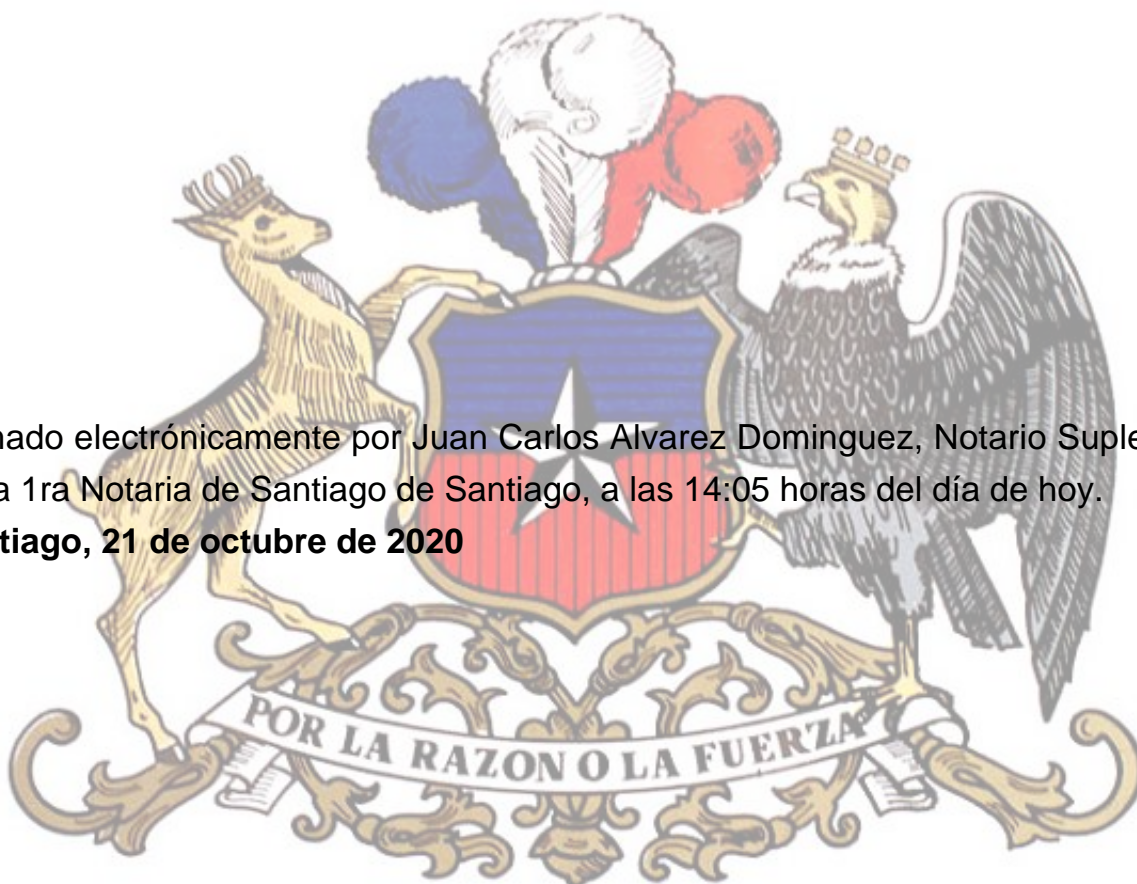 nado electrónicamente por Juan Carlos Alvarez Dominguez, Notario Suple
a 1ra Notaria de Santiago de Santiago, a las 14:05 horas del día de hoy.
tiago, 21 de octubre de 2020
POR LA RAZON O LA FUERZA